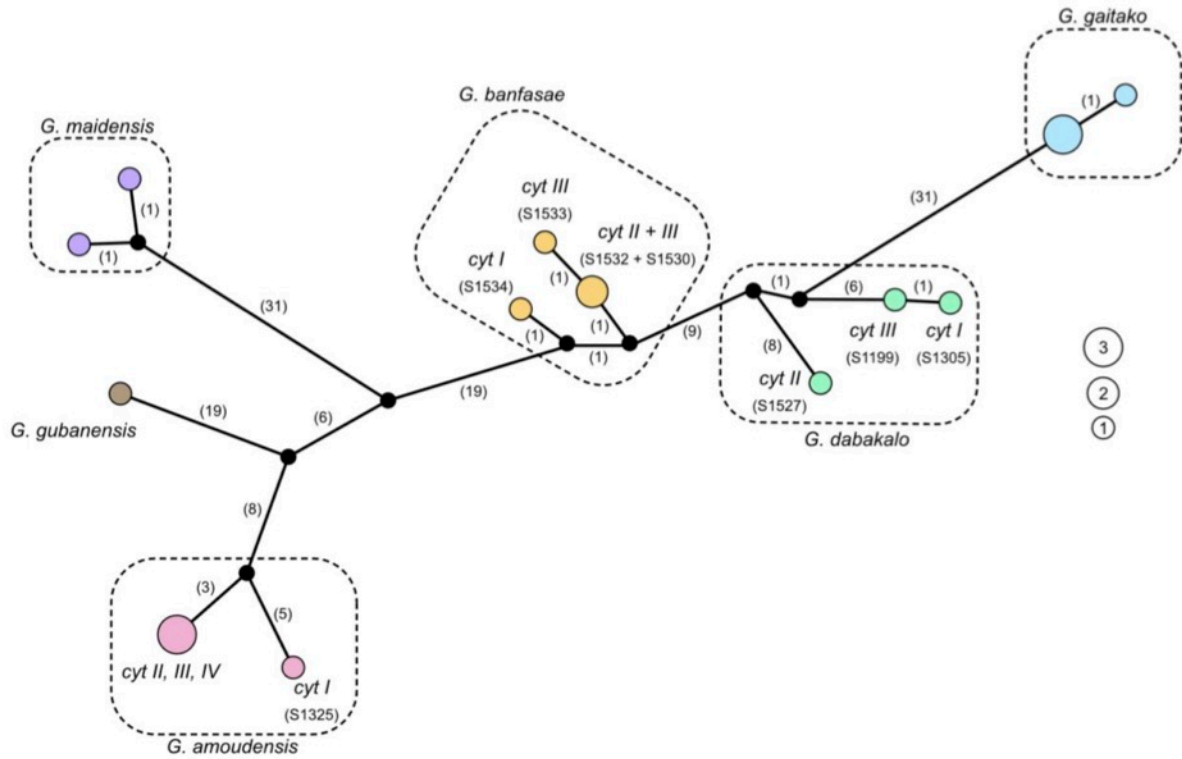 G. gaitako
(1)
G. banfasae
G. maidensis
(1)
(1)
cyt III
(S1533)
cyt II + III
(S1532 + S1530)
(1)
cyt I
(S1534)
(1)
(1)
(1)
(31)
(31)
(9)
(1)
(6)
(1)
cyt III
(S1199)
cyt I
(S1305)
(8)
cyt II
(S1527)
G. dabakalo
3
2
1
(19)
(19)
G. gubanensis
(6)
(8)
(3)
(5)
cyt II, III, IV
cyt I
(S1325)
G. amoudensis